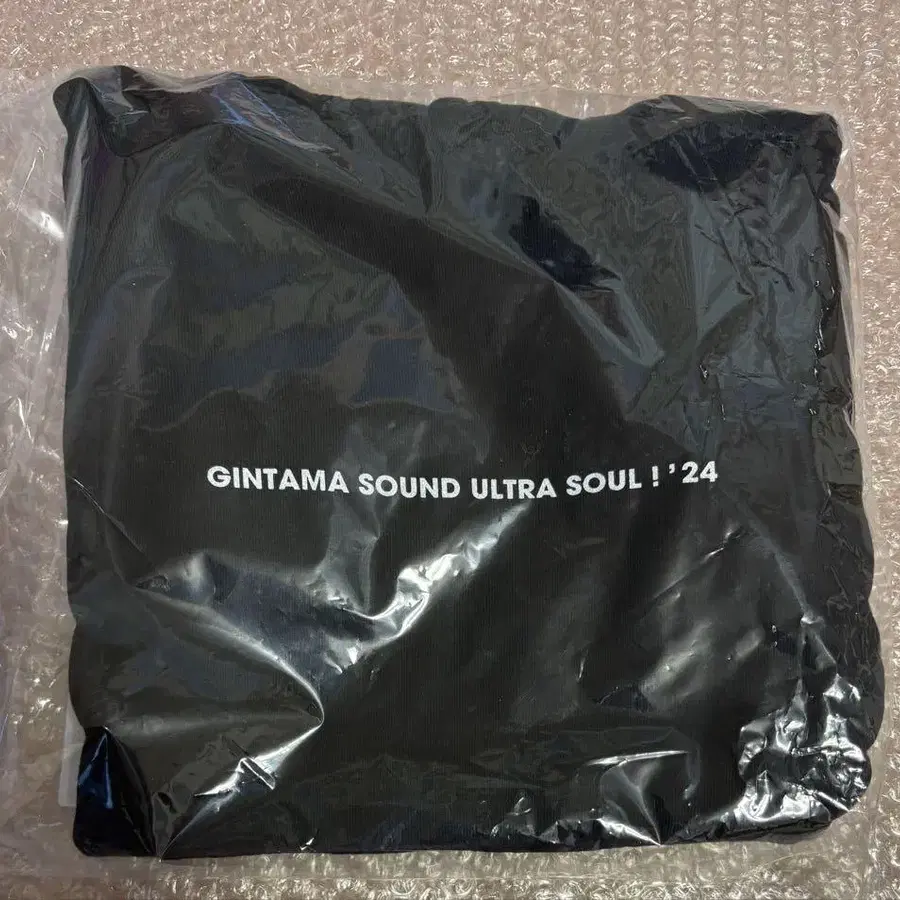 GINTAMA SOUND ULTRA SOUL ! ’24